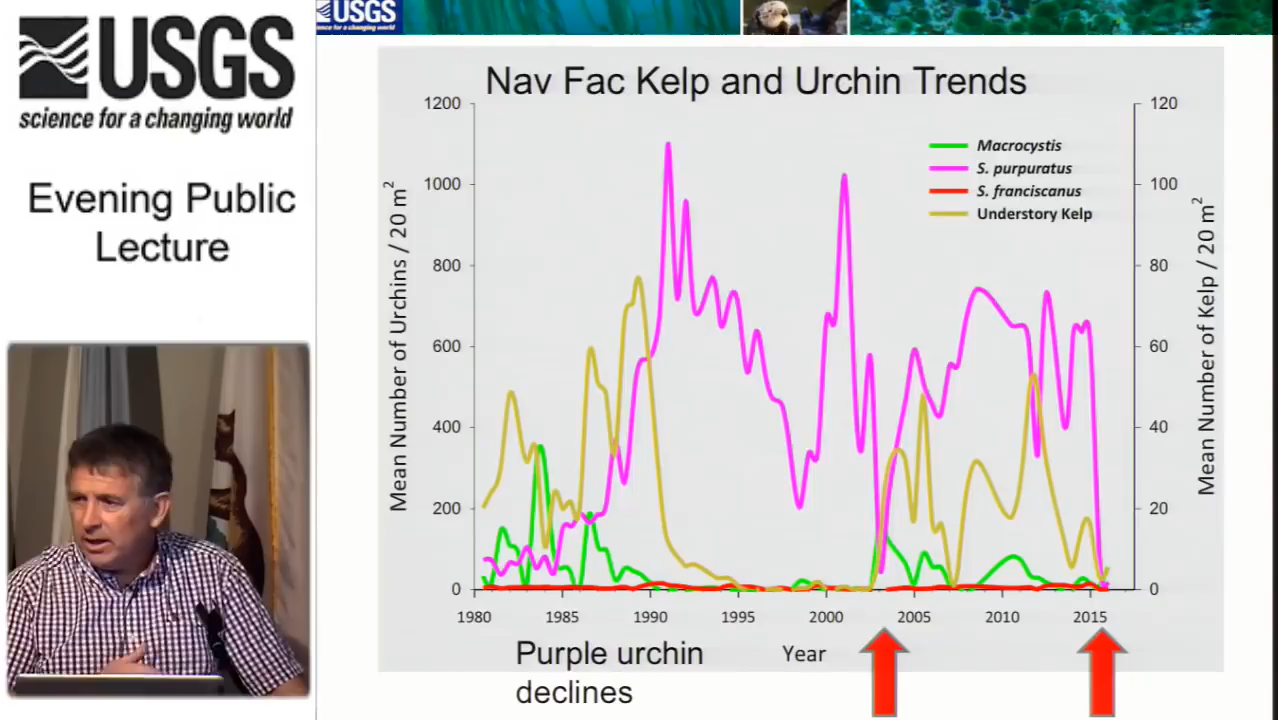 USGS
science for a changing world
Evening Public
Lecture
USGS
science for a changing world
Nav Fac Kelp and Urchin Trends
Mean Number of Urchins / 20 m²
1200
1000
800
600
400
200
0
120
100
80
60
40
20
0
Mean Number of Kelp / 20 m²
Macrocystis
S. purpuratus
S. franciscanus
Understory Kelp
1980 1985 1990 1995 2000 2005 2010 2015
Year
Purple urchin
declines